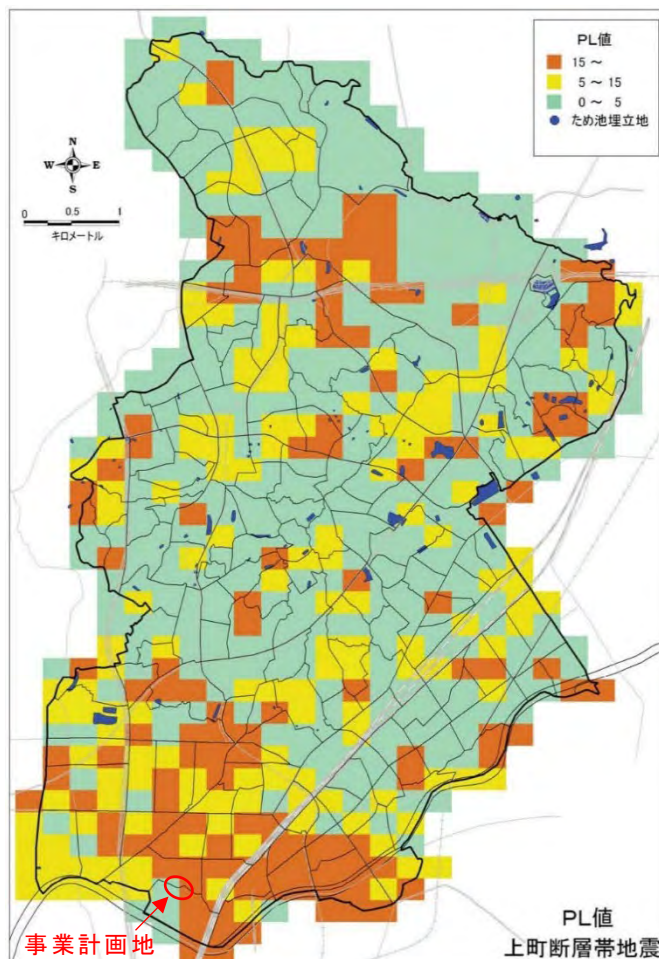 PL値
15 ~
5 ~ 15
0 ~ 5
ため池埋立地
N
W E
S
0 0.5 1
キロメートル
事業計画地
PL値
上町断層帯地震